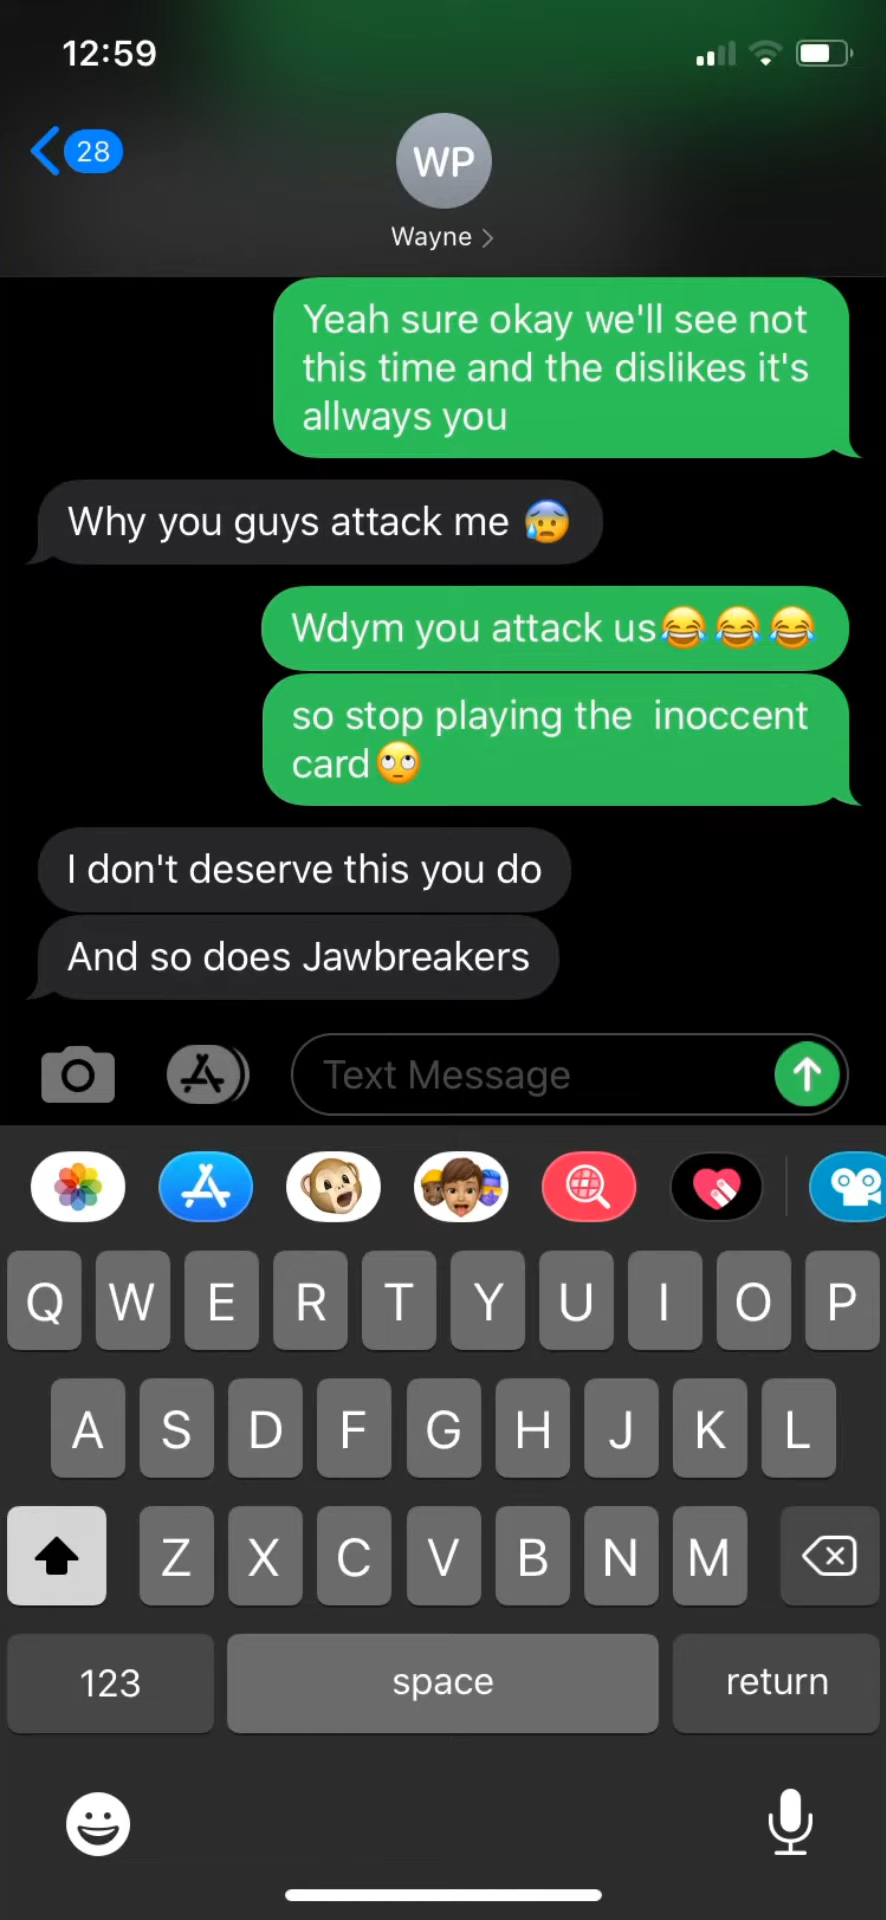 12:59
28
WP
Wayne
Yeah sure okay we'll see not
this time and the dislikes it's
allways you
Why you guys attack me 😰
Wdym you attack us😂😂😂
so stop playing the  inoccent
card🙄
I don't deserve this you do
And so does Jawbreakers
Text Message
Q W E R T Y U I O P
A S D F G H J K L
Z X C V B N M
123 space return